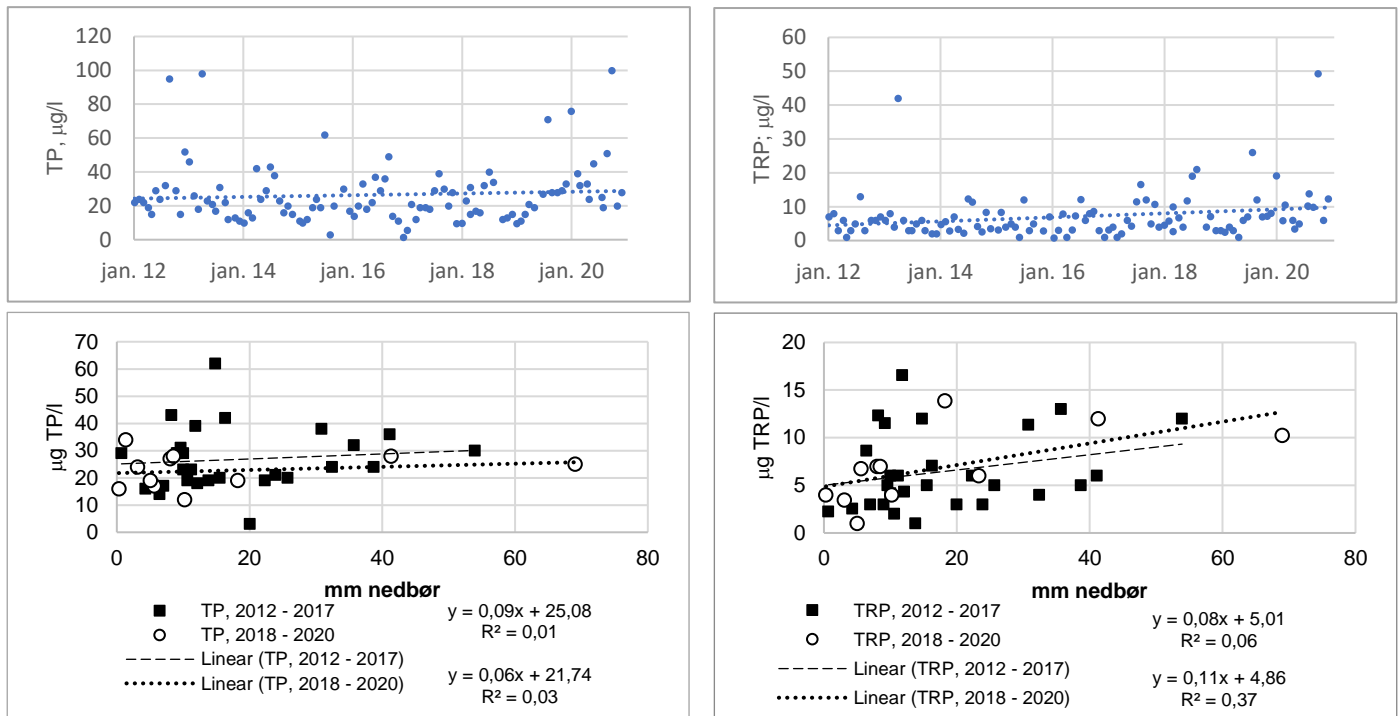 TP, µg/l
120
100
80
60
40
20
0
jan. 12 jan. 14 jan. 16 jan. 18 jan. 20
TRP; µg/l
60
50
40
30
20
10
0
jan. 12 jan. 14 jan. 16 jan. 18 jan. 20
µg TP/l
70
60
50
40
30
20
10
0
0 20 40 60 80
mm nedbør
TP, 2012 - 2017
TP, 2018 - 2020
Linear (TP, 2012 - 2017)
Linear (TP, 2018 - 2020)
y = 0,09x + 25,08
R² = 0,01
y = 0,06x + 21,74
R² = 0,03
µg TRP/l
20
15
10
5
0
0 20 40 60 80
mm nedbør
TRP, 2012 - 2017
TRP, 2018 - 2020
Linear (TRP, 2012 - 2017)
Linear (TRP, 2018 - 2020)
y = 0,08x + 5,01
R² = 0,06
y = 0,11x + 4,86
R² = 0,37